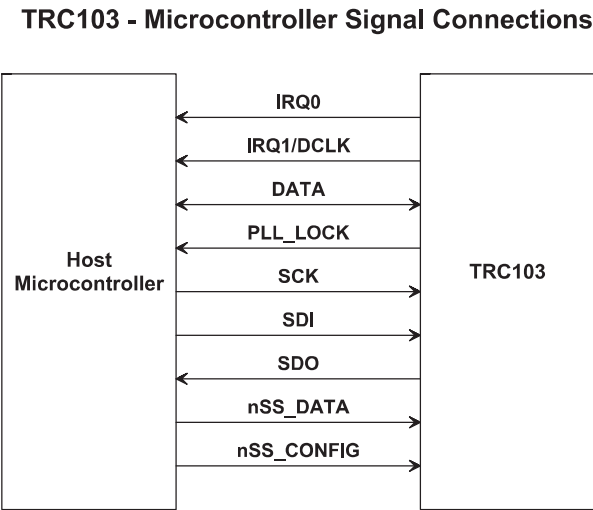 TRC103 - Microcontroller Signal Connections
IRQ0
IRQ1/DCLK
DATA
PLL_LOCK
Host
Microcontroller
SCK
TRC103
SDI
SDO
nSS_DATA
nSS_CONFIG